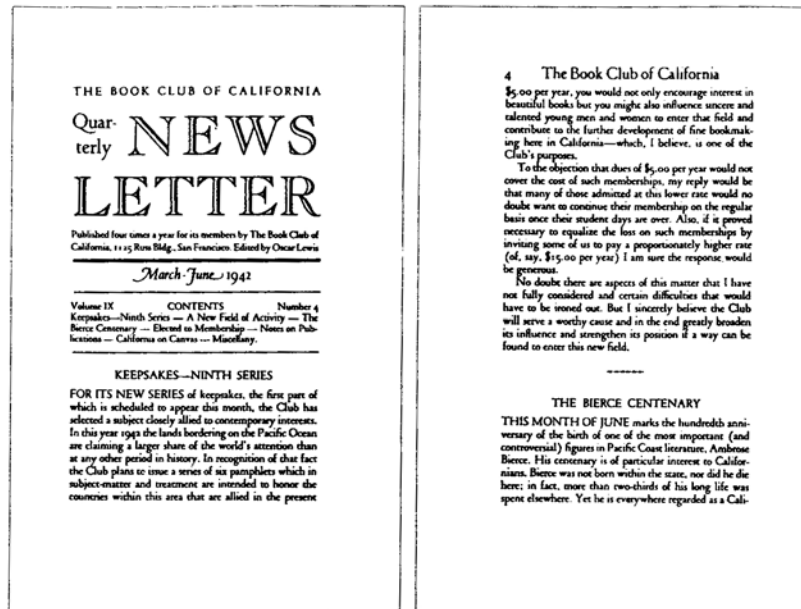 THE BOOK CLUB OF CALIFORNIA
Quar-
terly NEWS
LETTER
Published four times a year for its members by The Book Club of
California, 1125 Russ Bldg., San Francisco. Edited by Oscar Lewis
March-June 1942
Volume IX CONTENTS Number 4
Keepsakes—Ninth Series — A New Field of Activity — The
Bierce Centenary — Elected to Membership — Notes on Pub-
lications — California on Canvas — Miscellany.
KEEPSAKES—NINTH SERIES
FOR ITS NEW SERIES of keepsakes, the first part of
which is scheduled to appear this month, the Club has
selected a subject closely allied to contemporary interests.
In this year 1942 the lands bordering on the Pacific Ocean
are claiming a larger share of the world's attention than
at any other period in history. In recognition of that fact
the Club plans to issue a series of six pamphlets which in
subject-matter and treatment are intended to honor the
countries within this area that are allied in the present
4 The Book Club of California
$5.00 per year, you would not only encourage interest in
beautiful books but you might also influence sincere and
talented young men and women to enter that field and
contribute to the further development of fine bookmak-
ing here in California—which, I believe, is one of the
Club's purposes.
To the objection that dues of $5.00 per year would not
cover the cost of such memberships, my reply would be
that many of those admitted at this lower rate would no
doubt want to continue their membership on the regular
basis once their student days are over. Also, if it is proved
necessary to equalize the loss on such memberships by
inviting some of us to pay a proportionately higher rate
(of, say, $15.00 per year) I am sure the response would
be generous.
No doubt there are aspects of this matter that I have
not fully considered and certain difficulties that would
have to be ironed out. But I sincerely believe the Club
will serve a worthy cause and in the end greatly broaden
its influence and strengthen its position if a way can be
found to enter this new field.
THE BIERCE CENTENARY
THIS MONTH OF JUNE marks the hundredth anni-
versary of the birth of one of the most important (and
controversial) figures in Pacific Coast literature, Ambrose
Bierce. His centenary is of particular interest to Califor-
nians. Bierce was not born within the state, nor did he die
here; in fact, more than two-thirds of his long life was
spent elsewhere. Yet he is everywhere regarded as a Cali-